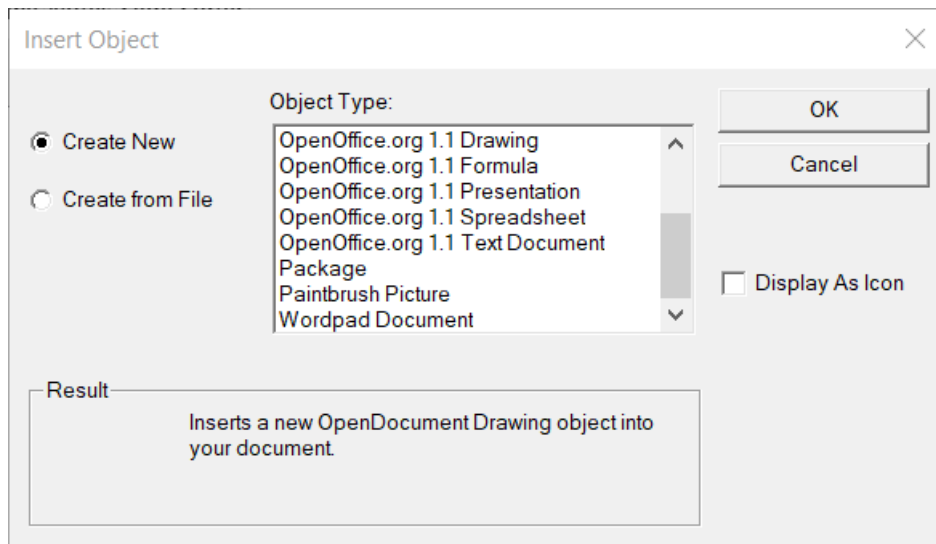 Insert Object
Create New
Create from File
Object Type:
OpenOffice.org 1.1 Drawing
OpenOffice.org 1.1 Formula
OpenOffice.org 1.1 Presentation
OpenOffice.org 1.1 Spreadsheet
OpenOffice.org 1.1 Text Document
Package
Paintbrush Picture
Wordpad Document
OK
Cancel
Display As Icon
Result
Inserts a new OpenDocument Drawing object into
your document.